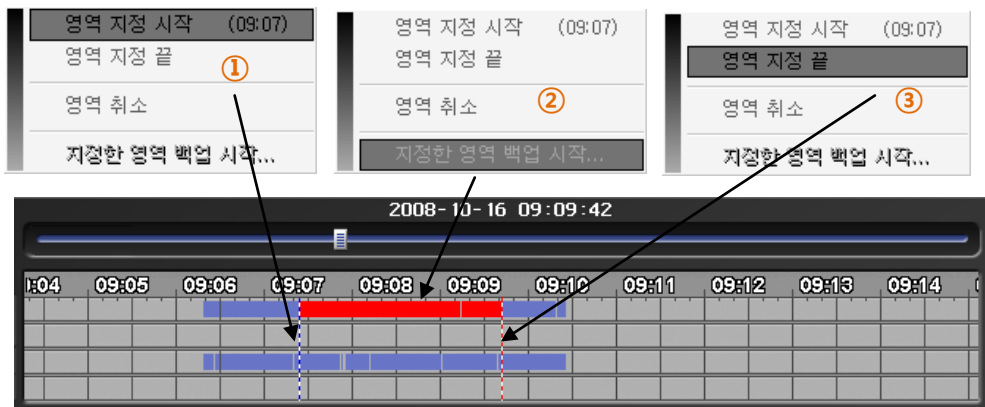 영역 지정 시작 (09:07)
영역 지정 끝
①
영역 취소
지정한 영역 백업 시작...
영역 지정 시작 (09:07)
영역 지정 끝
영역 취소
②
지정한 영역 백업 시작...
영역 지정 시작 (09:07)
영역 지정 끝
영역 취소
③
지정한 영역 백업 시작...
2008-10-16 09:09:42
:04 09:05 09:06 09:07 09:08 09:09 09:10 09:11 09:12 09:13 09:14